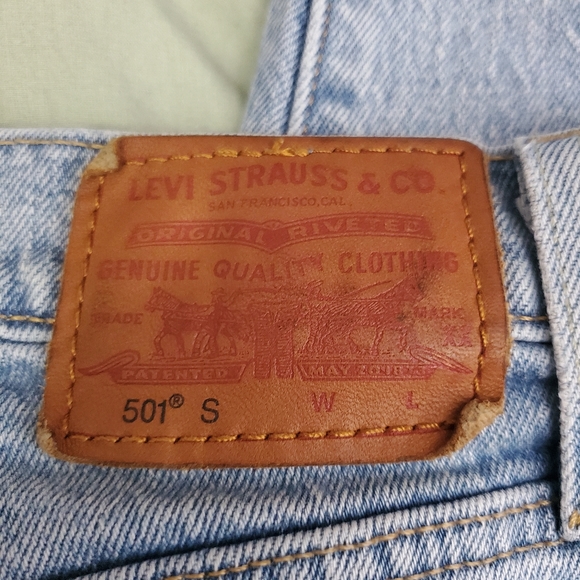 LEVI STRAUSS & CO.
SAN FRANCISCO, CAL.
ORIGINAL RIVETED
GENUINE QUALITY CLOTHING
TRADE MARK
PATENTED MAY 20 1873
501® S W L